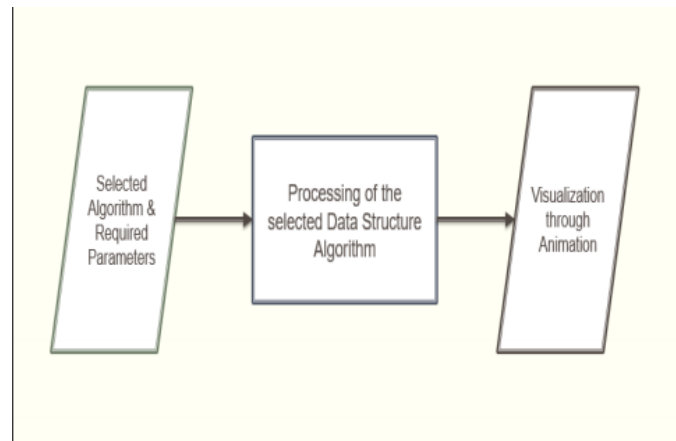 Selected
Algorithm &
Required
Parameters
Processing of the
selected Data Structure
Algorithm
Visualization
through
Animation